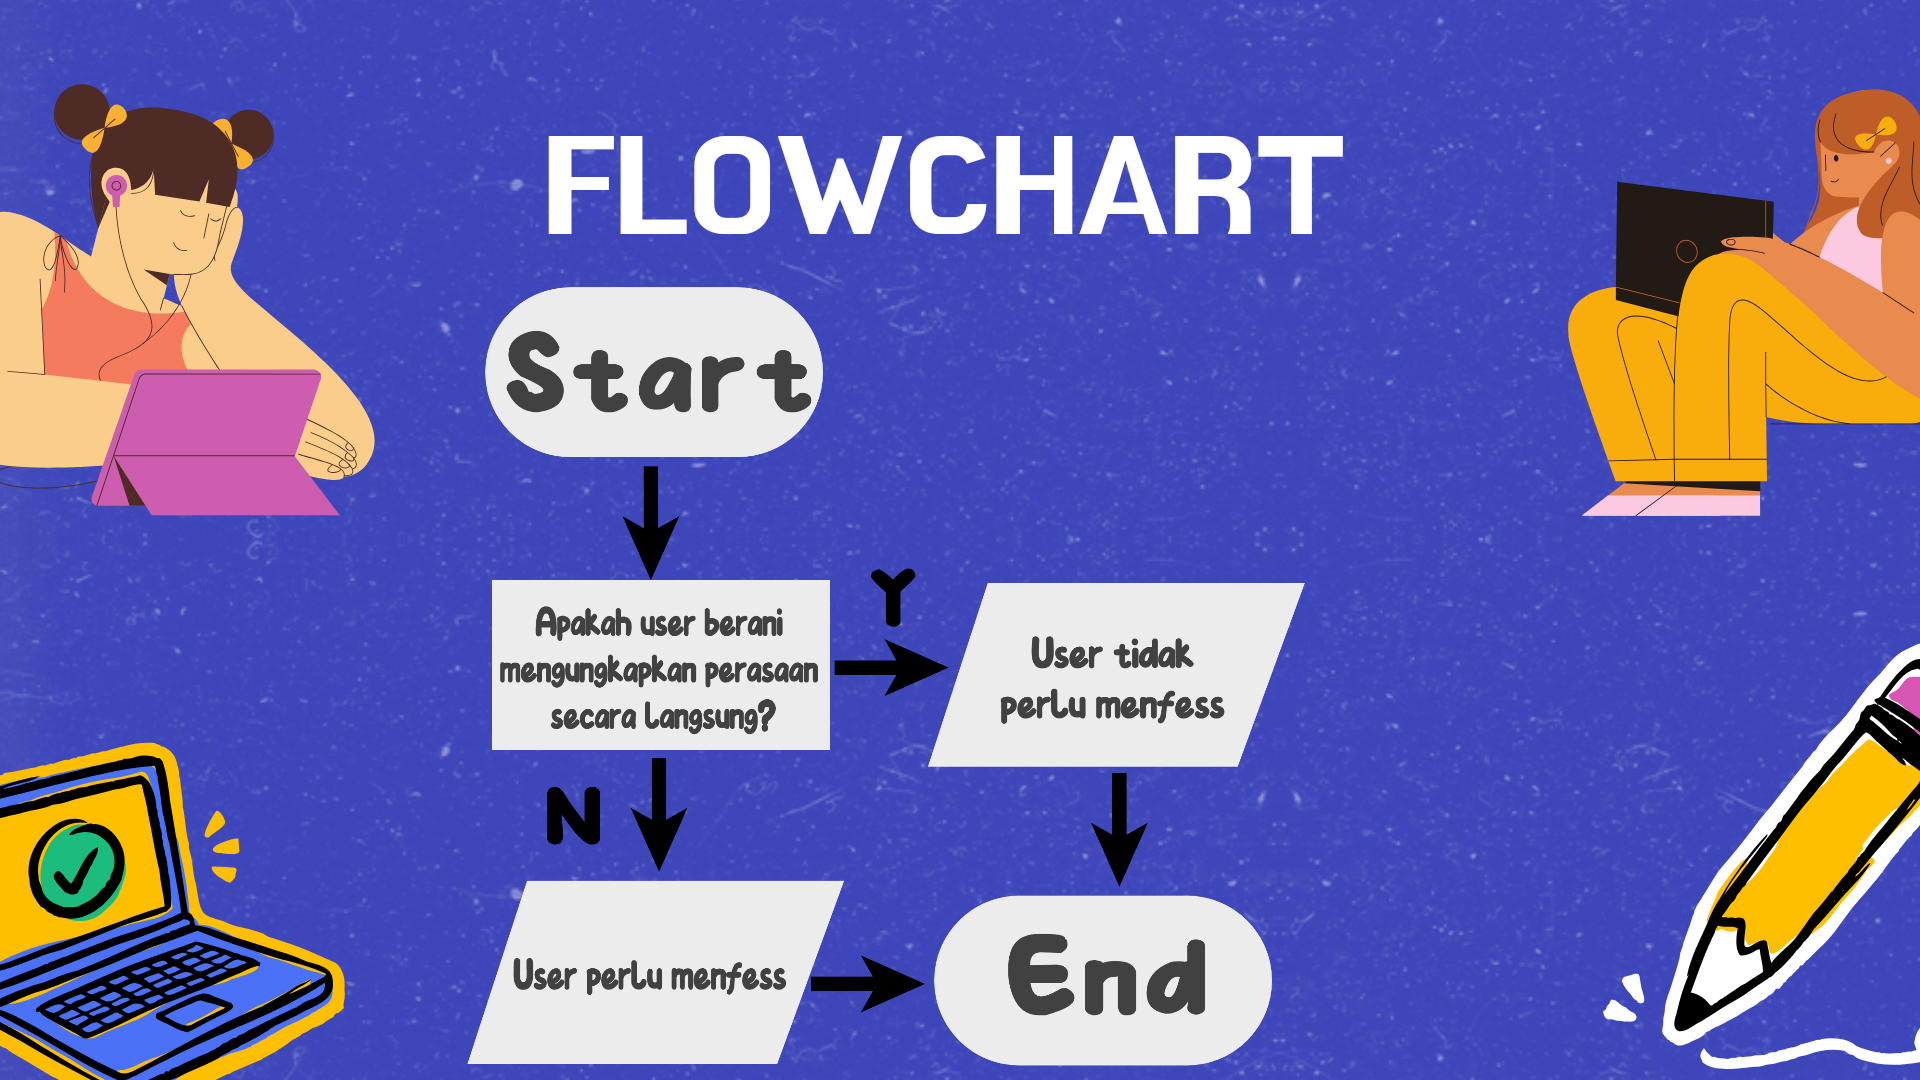 FLOWCHART
Start
Apakah user berani
mengungkapkan perasaan
secara langsung?
Y
User tidak
perlu menfess
N
User perlu menfess
End